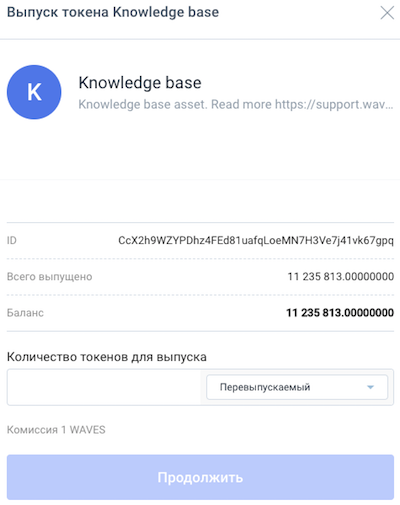 Выпуск токена Knowledge base
K
Knowledge base
Knowledge base asset. Read more https://support.wav...
ID CcX2h9WZYPDhz4FEd81uafqLoeMN7H3Ve7j41vk67gpq
Всего выпущено 11 235 813.00000000
Баланс 11 235 813.00000000
Количество токенов для выпуска
Перевыпускаемый
Комиссия 1 WAVES
Продолжить